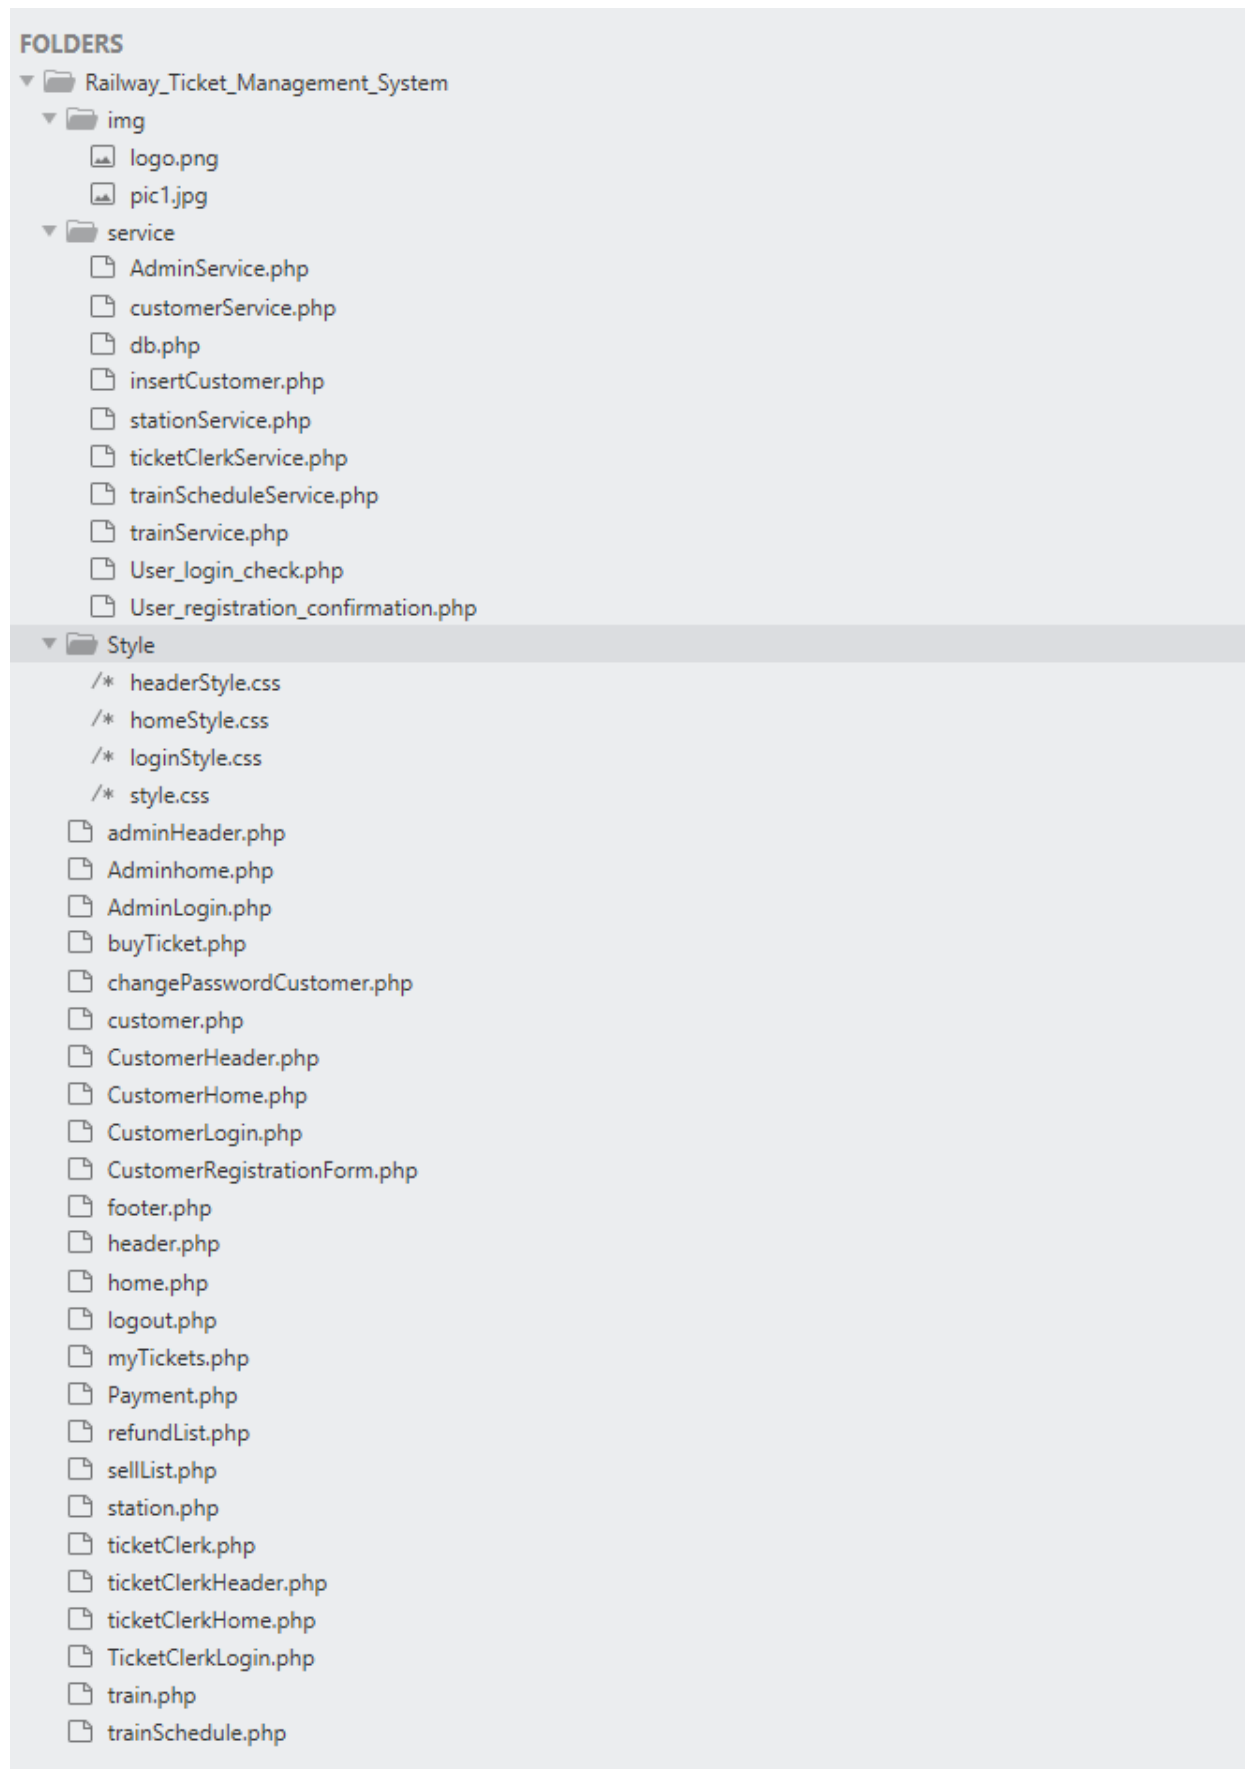 FOLDERS
Railway_Ticket_Management_System
img
logo.png
pic1.jpg
service
AdminService.php
customerService.php
db.php
insertCustomer.php
stationService.php
ticketClerkService.php
trainScheduleService.php
trainService.php
User_login_check.php
User_registration_confirmation.php
Style
/* headerStyle.css
/* homeStyle.css
/* loginStyle.css
/* style.css
adminHeader.php
Adminhome.php
AdminLogin.php
buyTicket.php
changePasswordCustomer.php
customer.php
CustomerHeader.php
CustomerHome.php
CustomerLogin.php
CustomerRegistrationForm.php
footer.php
header.php
home.php
logout.php
myTickets.php
Payment.php
refundList.php
sellList.php
station.php
ticketClerk.php
ticketClerkHeader.php
ticketClerkHome.php
TicketClerkLogin.php
train.php
trainSchedule.php